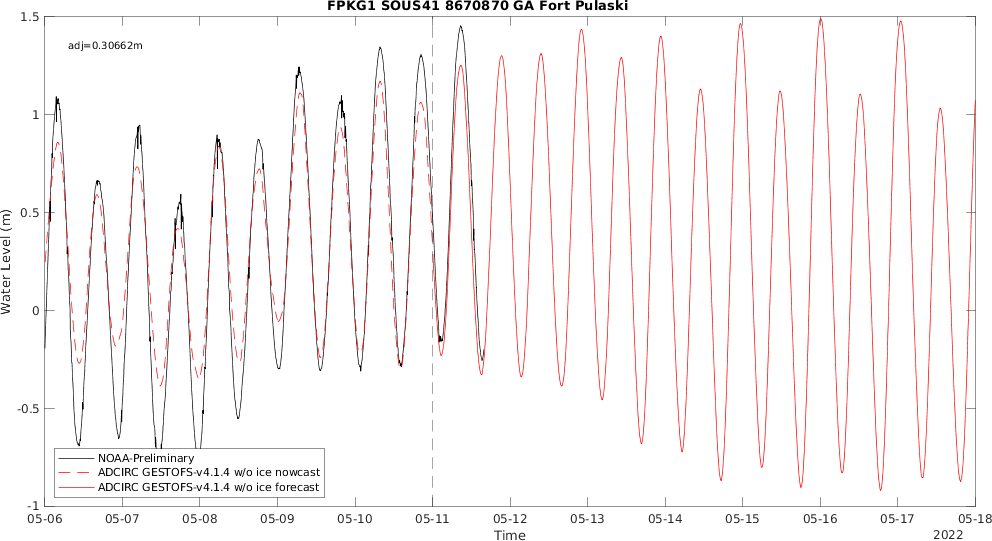 FPKG1 SOUS41 8670870 GA Fort Pulaski
adj=0.30662m
1.5
1
0.5
0
-0.5
-1
Water Level (m)
NOAA-Preliminary
ADCIRC GESTOFS-v4.1.4 w/o ice nowcast
ADCIRC GESTOFS-v4.1.4 w/o ice forecast
05-06 05-07 05-08 05-09 05-10 05-11 05-12 05-13 05-14 05-15 05-16 05-17 05-18
Time
2022